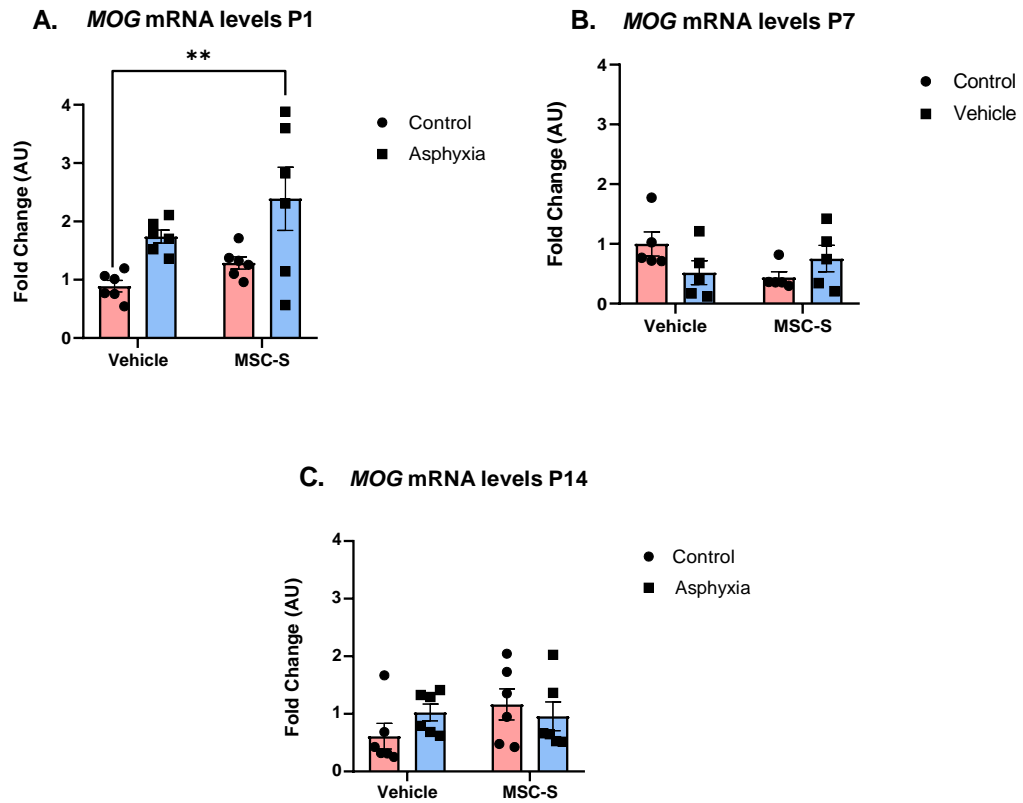 A. MOG mRNA levels P1
**
Fold Change (AU)
4
3
2
1
0
Vehicle MSC-S
Control
Asphyxia
B. MOG mRNA levels P7
Fold Change (AU)
4
3
2
1
0
Vehicle MSC-S
Control
Vehicle
C. MOG mRNA levels P14
Fold Change (AU)
4
3
2
1
0
Vehicle MSC-S
Control
Asphyxia